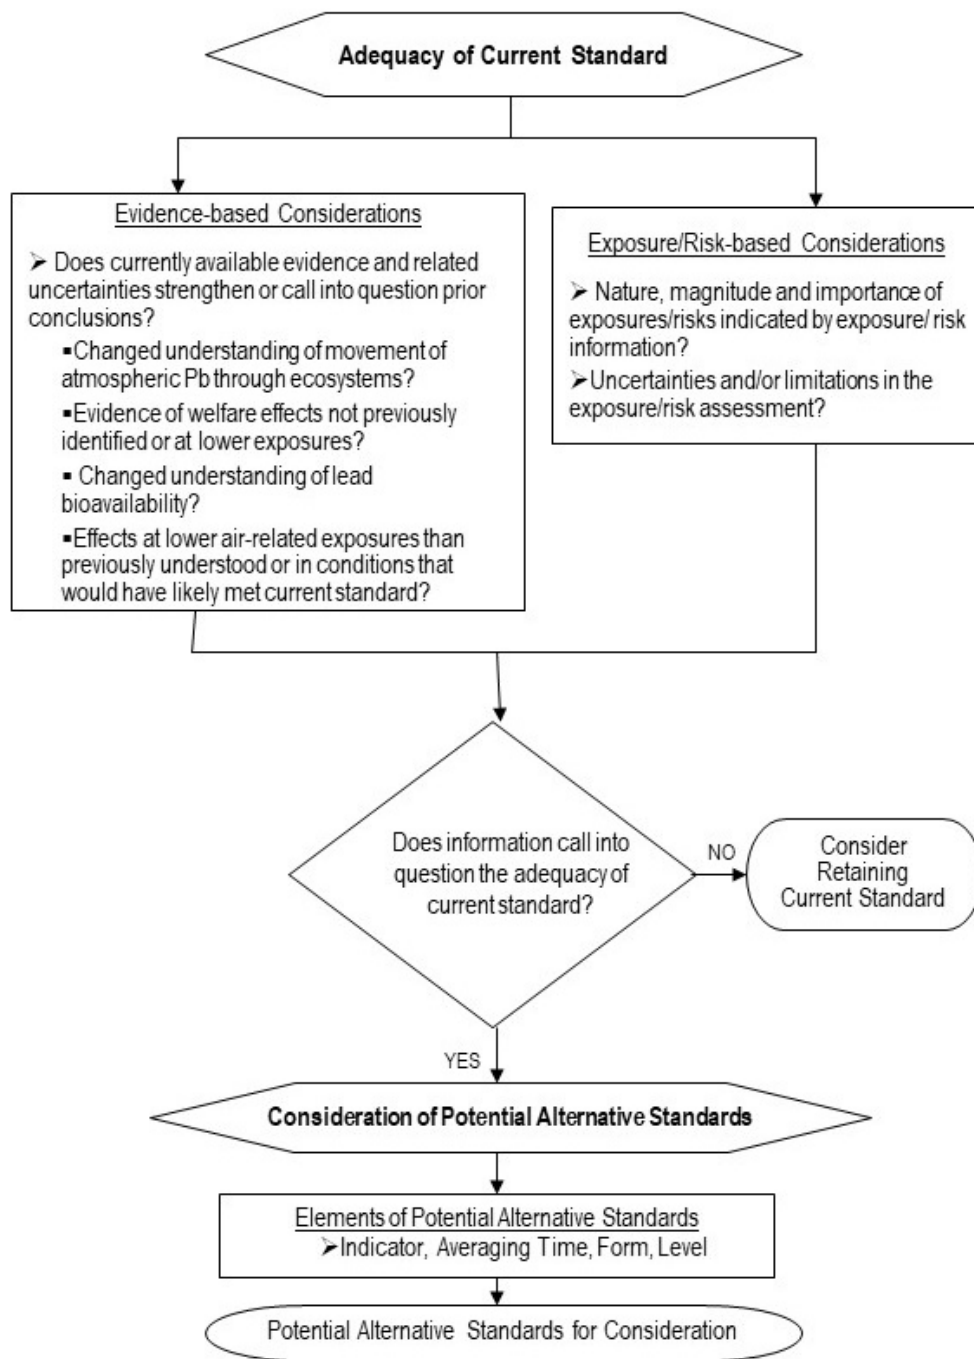 Adequacy of Current Standard
Evidence-based Considerations
➢ Does currently available evidence and related
uncertainties strengthen or call into question prior
conclusions?
▪Changed understanding of movement of
atmospheric Pb through ecosystems?
▪ Evidence of welfare effects not previously
identified or at lower exposures?
▪ Changed understanding of lead
bioavailability?
▪Effects at lower air-related exposures than
previously understood or in conditions that
would have likely met current standard?
Exposure/Risk-based Considerations
➢ Nature, magnitude and importance of
exposures/risks indicated by exposure/ risk
information?
➢Uncertainties and/or limitations in the
exposure/risk assessment?
Does information call into
question the adequacy of
current standard?
NO
Consider
Retaining
Current Standard
YES
Consideration of Potential Alternative Standards
Elements of Potential Alternative Standards
➢Indicator, Averaging Time, Form, Level
Potential Alternative Standards for Consideration